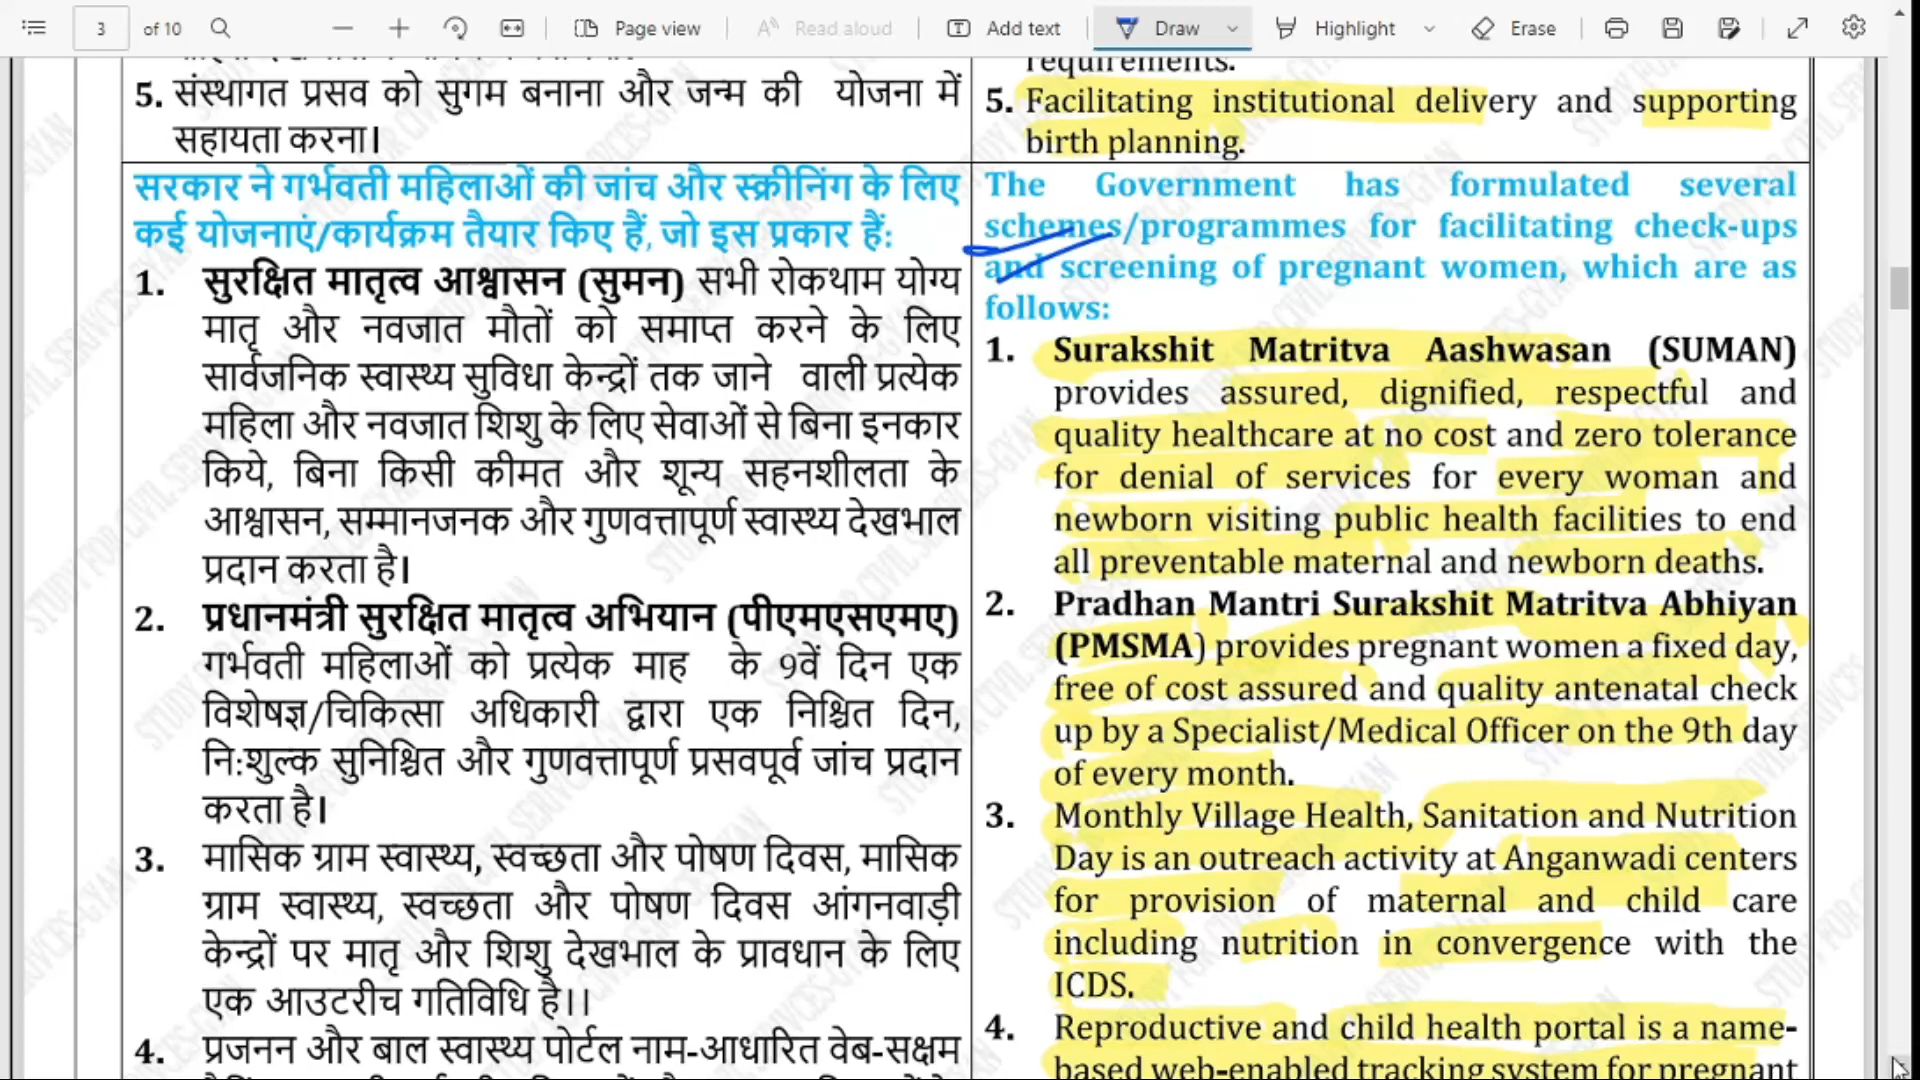 3 of 10 Page view Read aloud Add text Draw Highlight Erase
5. संस्थागत प्रसव को सुगम बनाना और जन्म की योजना में
सहायता करना।
सरकार ने गर्भवती महिलाओं की जांच और स्क्रीनिंग के लिए
कई योजनाएं/कार्यक्रम तैयार किए हैं, जो इस प्रकार हैं:
1. सुरक्षित मातृत्व आश्वासन (सुमन) सभी रोकथाम योग्य
मातृ और नवजात मौतों को समाप्त करने के लिए
सार्वजनिक स्वास्थ्य सुविधा केन्द्रों तक जाने वाली प्रत्येक
महिला और नवजात शिशु के लिए सेवाओं से बिना इनकार
किये, बिना किसी कीमत और शून्य सहनशीलता के
आश्वासन, सम्मानजनक और गुणवत्तापूर्ण स्वास्थ्य देखभाल
प्रदान करता है।
2. प्रधानमंत्री सुरक्षित मातृत्व अभियान (पीएमएसएमए)
गर्भवती महिलाओं को प्रत्येक माह के 9वें दिन एक
विशेषज्ञ/चिकित्सा अधिकारी द्वारा एक निश्चित दिन,
नि:शुल्क सुनिश्चित और गुणवत्तापूर्ण प्रसवपूर्व जांच प्रदान
करता है।
3. मासिक ग्राम स्वास्थ्य, स्वच्छता और पोषण दिवस, मासिक
ग्राम स्वास्थ्य, स्वच्छता और पोषण दिवस आंगनवाड़ी
केन्द्रों पर मातृ और शिशु देखभाल के प्रावधान के लिए
एक आउटरीच गतिविधि है।।
4. प्रजनन और बाल स्वास्थ्य पोर्टल नाम-आधारित वेब-सक्षम
requirements.
5. Facilitating institutional delivery and supporting
birth planning.
The Government has formulated several
schemes/programmes for facilitating check-ups
and screening of pregnant women, which are as
follows:
1. Surakshit Matritva Aashwasan (SUMAN)
provides assured, dignified, respectful and
quality healthcare at no cost and zero tolerance
for denial of services for every woman and
newborn visiting public health facilities to end
all preventable maternal and newborn deaths.
2. Pradhan Mantri Surakshit Matritva Abhiyan
(PMSMA) provides pregnant women a fixed day,
free of cost assured and quality antenatal check
up by a Specialist/Medical Officer on the 9th day
of every month.
3. Monthly Village Health, Sanitation and Nutrition
Day is an outreach activity at Anganwadi centers
for provision of maternal and child care
including nutrition in convergence with the
ICDS.
4. Reproductive and child health portal is a name-
based web-enabled tracking system for pregnant